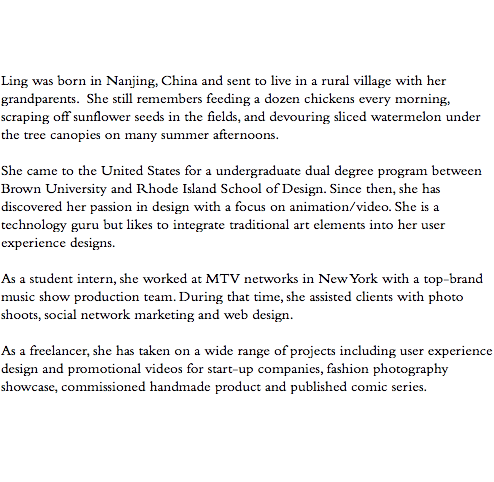 Ling was born in Nanjing, China and sent to live in a rural village with her
grandparents.  She still remembers feeding a dozen chickens every morning,
scraping off sunflower seeds in the fields, and devouring sliced watermelon under
the tree canopies on many summer afternoons.
She came to the United States for a undergraduate dual degree program between
Brown University and Rhode Island School of Design. Since then, she has
discovered her passion in design with a focus on animation/video. She is a
technology guru but likes to integrate traditional art elements into her user
experience designs.
As a student intern, she worked at MTV networks in New York with a top-brand
music show production team. During that time, she assisted clients with photo
shoots, social network marketing and web design.
As a freelancer, she has taken on a wide range of projects including user experience
design and promotional videos for start-up companies, fashion photography
showcase, commissioned handmade product and published comic series.